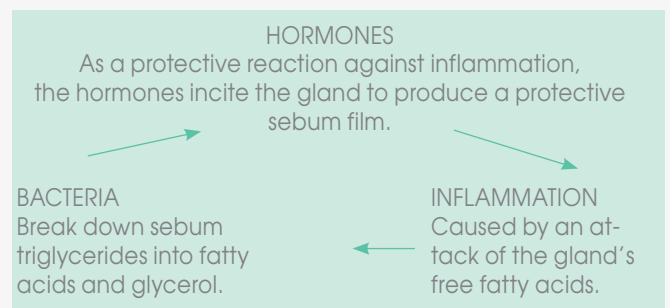 HORMONES
As a protective reaction against inflammation,
the hormones incite the gland to produce a protective
sebum film.
BACTERIA
Break down sebum
triglycerides into fatty
acids and glycerol.
INFLAMMATION
Caused by an at-
tack of the gland's
free fatty acids.